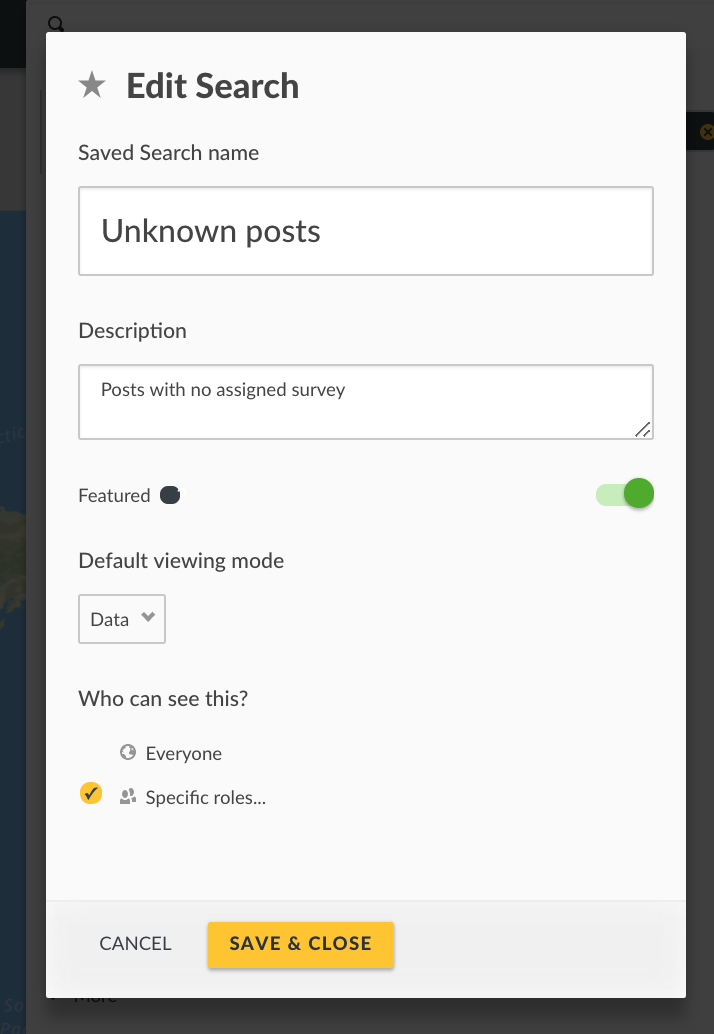 Edit Search
Saved Search name
Unknown posts
Description
Posts with no assigned survey
Featured
Default viewing mode
Data
Who can see this?
Everyone
Specific roles...
CANCEL
SAVE & CLOSE